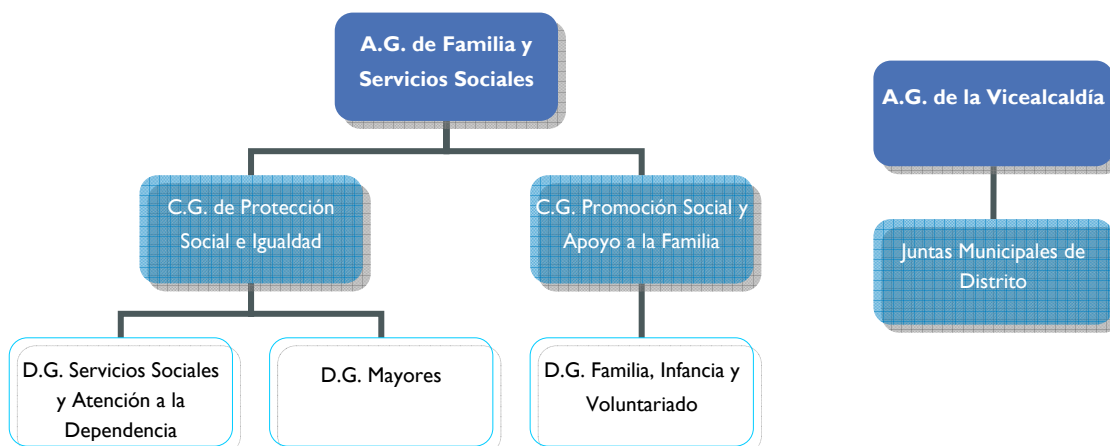 A.G. de Familia y
Servicios Sociales
A.G. de la Vicealcaldía
C.G. de Protección
Social e Igualdad
C.G. Promoción Social y
Apoyo a la Familia
Juntas Municipales de
Distrito
D.G. Servicios Sociales
y Atención a la
Dependencia
D.G. Mayores
D.G. Familia, Infancia y
Voluntariado